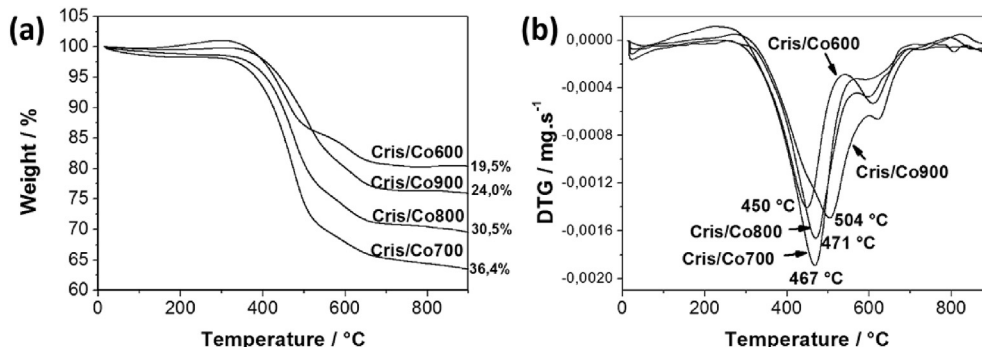 (a)
105
100
95
90
85
80
75
70
65
60
Weight / %
0
200
400
600
800
Temperature / °C
Cris/Co600
19,5%
Cris/Co900
24,0%
Cris/Co800
30,5%
Cris/Co700
36,4%
(b)
0,0000
-0,0004
-0,0008
-0,0012
-0,0016
-0,0020
DTG / mg.s⁻¹
0
200
400
600
800
Temperature / °C
Cris/Co600
Cris/Co900
450 °C
504 °C
Cris/Co800
471 °C
Cris/Co700
467 °C